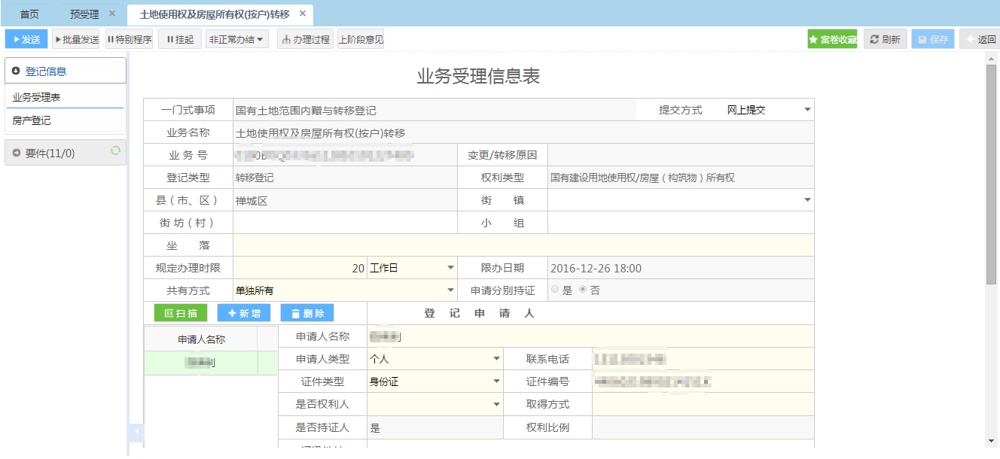 首页 预受理 土地使用权及房屋所有权(按户)转移
发送 批量发送 特别程序 挂起 非正常办结 办理过程 上阶段意见 案卷收藏 刷新 保存 返回
登记信息
业务受理表
房产登记
要件(11/0)
业务受理信息表
一门式事项 国有土地范围内赠与转移登记 提交方式 网上提交
业务名称 土地使用权及房屋所有权(按户)转移
业 务 号 变更/转移原因
登记类型 转移登记 权利类型 国有建设用地使用权/房屋（构筑物）所有权
县（市、区） 禅城区 街 镇
街 坊（村） 小 组
坐 落
规定办理时限 20 工作日 限办日期 2016-12-26 18:00
共有方式 单独所有 申请分别持证 是 否
扫 描 新 增 删 除 登 记 申 请 人
申请人名称 申请人名称
申请人类型 个人 联系电话
证件类型 身份证 证件编号
是否权利人 取得方式
是否持证人 是 权利比例